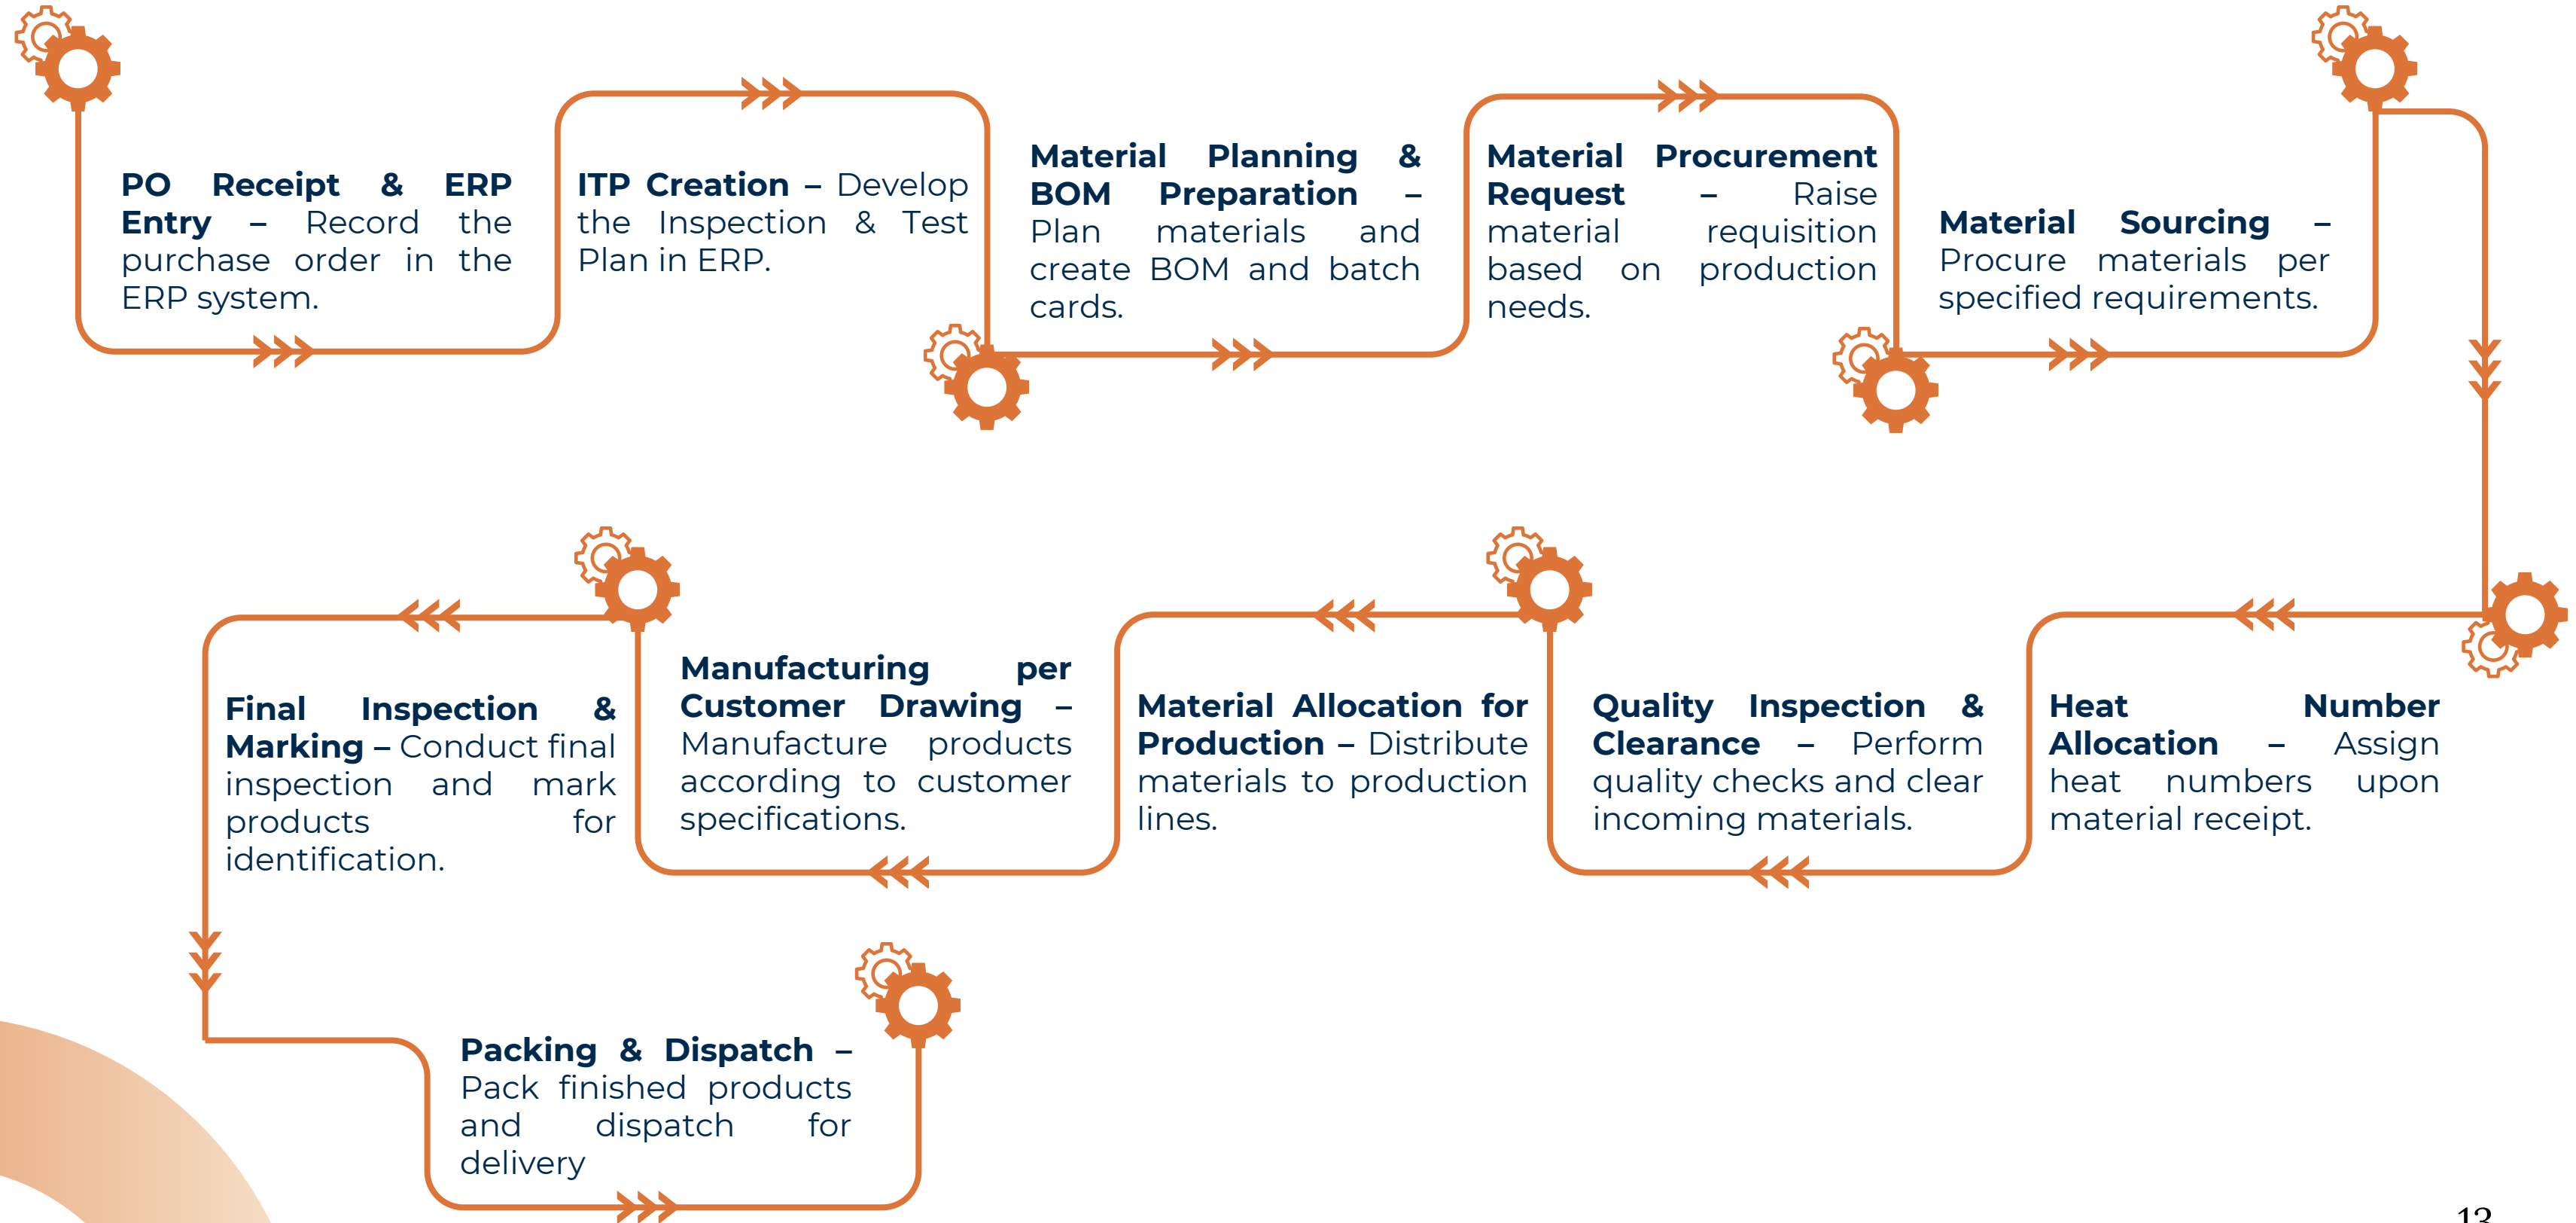 PO Receipt & ERP
Entry – Record the
purchase order in the
ERP system.
ITP Creation – Develop
the Inspection & Test
Plan in ERP.
Material Planning &
BOM Preparation –
Plan materials and
create BOM and batch
cards.
Material Procurement
Request – Raise
material requisition
based on production
needs.
Material Sourcing –
Procure materials per
specified requirements.
Heat Number
Allocation – Assign
heat numbers upon
material receipt.
Quality Inspection &
Clearance – Perform
quality checks and clear
incoming materials.
Material Allocation for
Production – Distribute
materials to production
lines.
Manufacturing per
Customer Drawing –
Manufacture products
according to customer
specifications.
Final Inspection &
Marking – Conduct final
inspection and mark
products for
identification.
Packing & Dispatch –
Pack finished products
and dispatch for
delivery
13